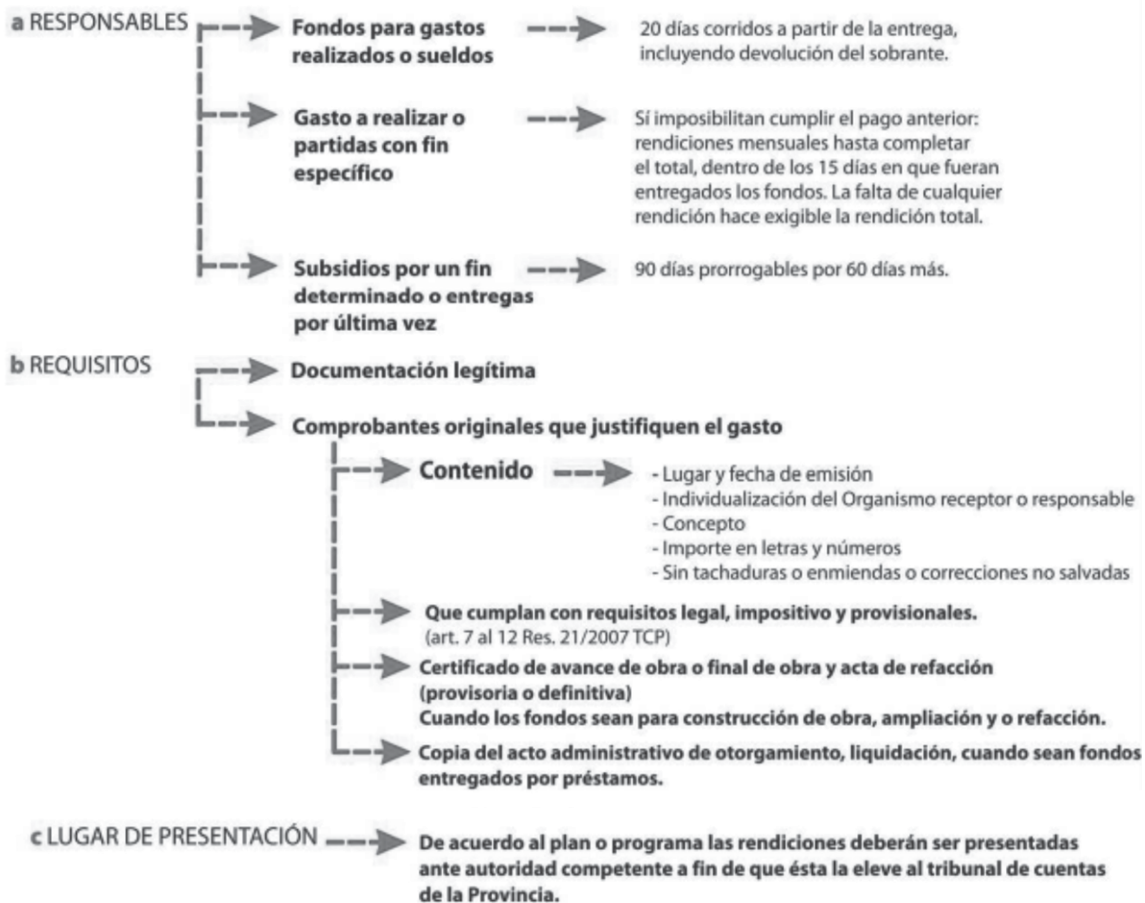 a RESPONSABLES
Fondos para gastos
realizados o sueldos
20 días corridos a partir de la entrega,
incluyendo devolución del sobrante.
Gasto a realizar o
partidas con fin
específico
Sí imposibilitan cumplir el pago anterior:
rendiciones mensuales hasta completar
el total, dentro de los 15 días en que fueran
entregados los fondos. La falta de cualquier
rendición hace exigible la rendición total.
Subsidios por un fin
determinado o entregas
por última vez
90 días prorrogables por 60 días más.
b REQUISITOS
Documentación legítima
Comprobantes originales que justifiquen el gasto
Contenido
- Lugar y fecha de emisión
- Individualización del Organismo receptor o responsable
- Concepto
- Importe en letras y números
- Sin tachaduras o enmiendas o correcciones no salvadas
Que cumplan con requisitos legal, impositivo y provisionales.
(art. 7 al 12 Res. 21/2007 TCP)
Certificado de avance de obra o final de obra y acta de refacción
(provisoria o definitiva)
Cuando los fondos sean para construcción de obra, ampliación y o refacción.
Copia del acto administrativo de otorgamiento, liquidación, cuando sean fondos
entregados por préstamos.
c LUGAR DE PRESENTACIÓN
De acuerdo al plan o programa las rendiciones deberán ser presentadas
ante autoridad competente a fin de que ésta la eleve al tribunal de cuentas
de la Provincia.